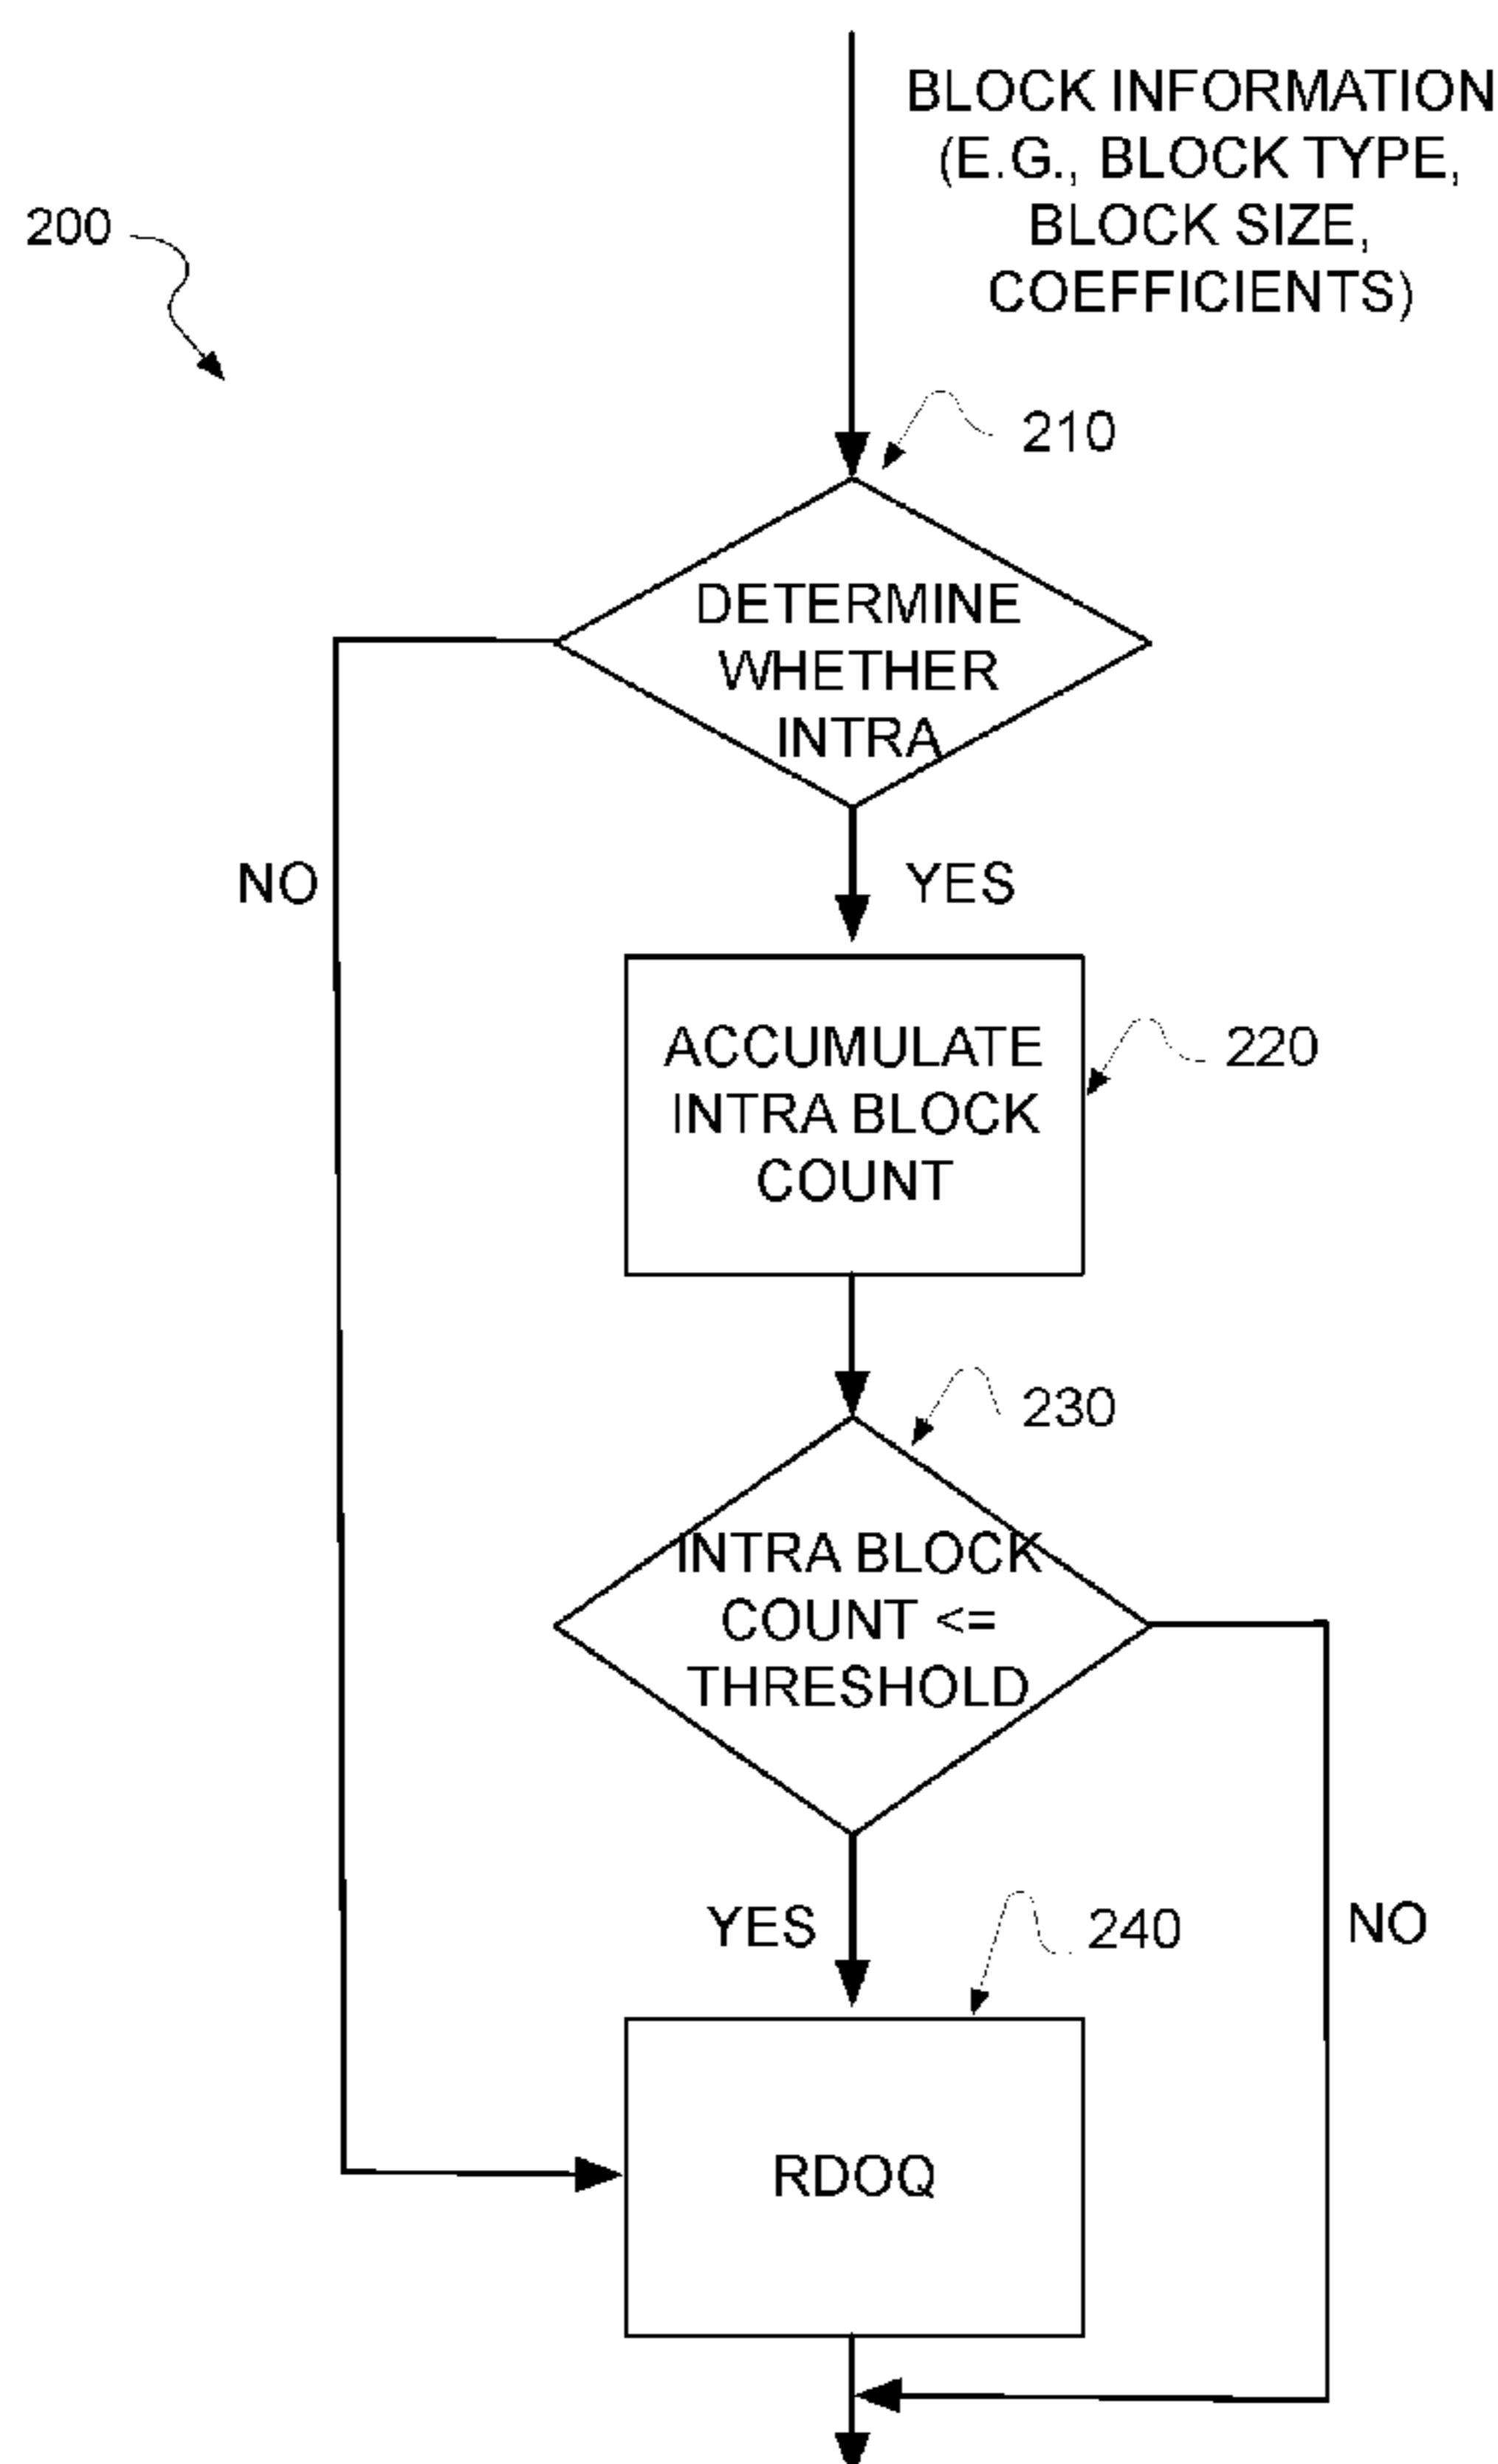 BLOCK INFORMATION
(E.G., BLOCK TYPE,
BLOCK SIZE,
COEFFICIENTS)
200
210
DETERMINE
WHETHER
INTRA
NO
YES
ACCUMULATE
INTRA BLOCK
COUNT
220
230
INTRA BLOCK
COUNT <=
THRESHOLD
YES
240
NO
RDOQ